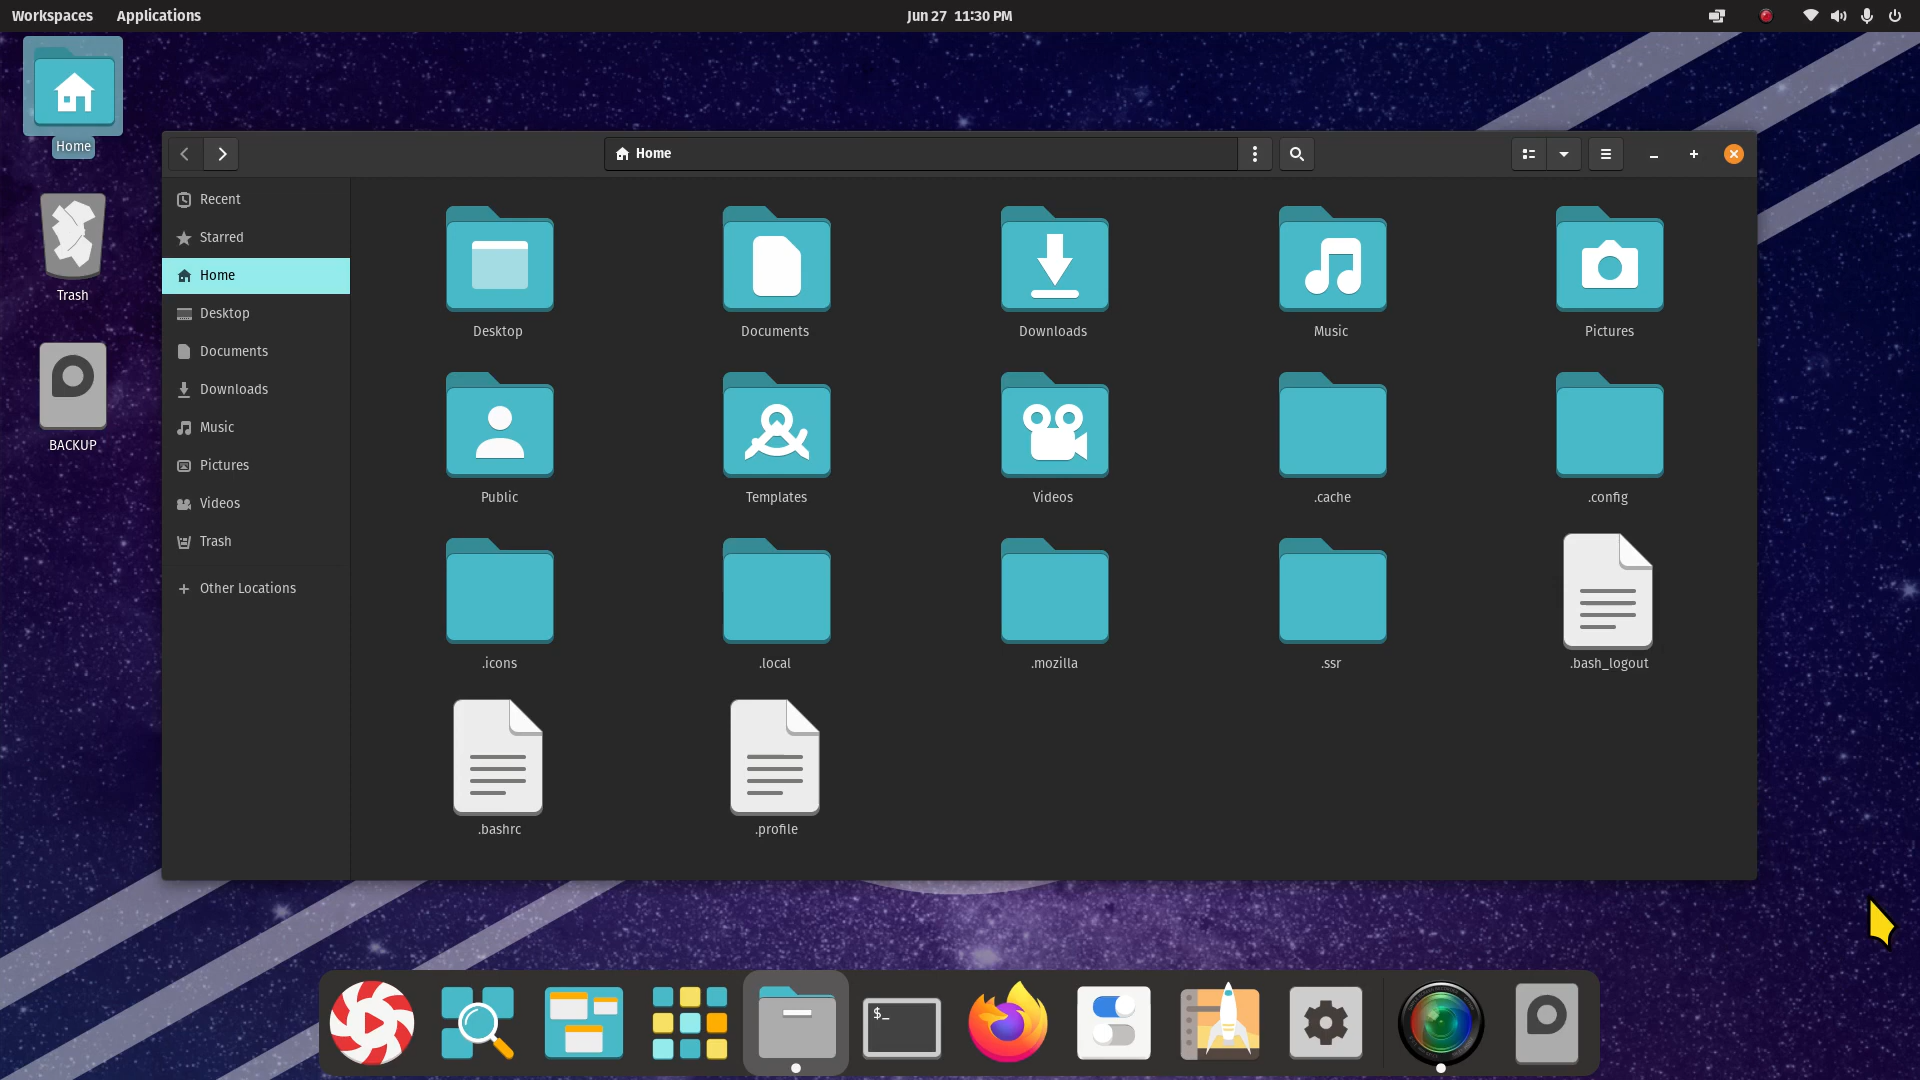 Workspaces Applications Jun 27 11:30 PM
Home
Trash
BACKUP
Home
Recent
Starred
Home
Desktop
Documents
Downloads
Music
Pictures
Videos
Trash
Other Locations
Desktop Documents Downloads Music Pictures
Public Templates Videos .cache .config
.icons .local .mozilla .ssr .bash_logout
.bashrc .profile
$_